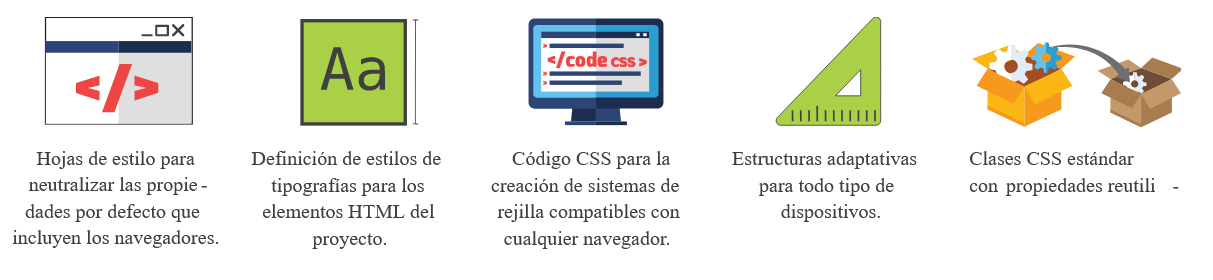 </>
Aa
</code css>
Hojas de estilo para
neutralizar las propie -
dades por defecto que
incluyen los navegadores.
Definición de estilos de
tipografías para los
elementos HTML del
proyecto.
Código CSS para la
creación de sistemas de
rejilla compatibles con
cualquier navegador.
Estructuras adaptativas
para todo tipo de
dispositivos.
Clases CSS estándar
con propiedades reutili -